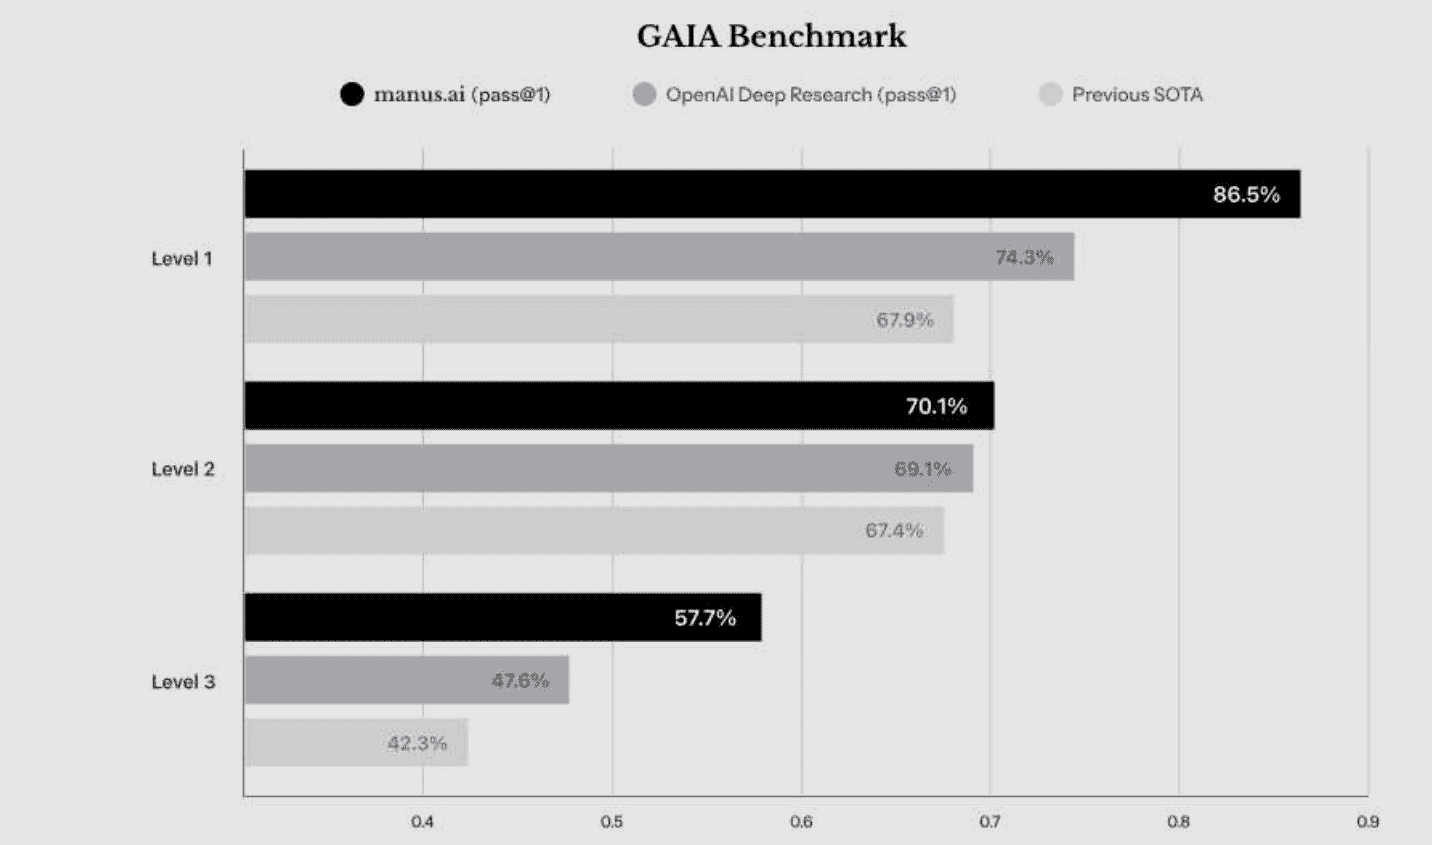 GAIA Benchmark
manus.ai (pass@1) OpenAI Deep Research (pass@1) Previous SOTA
86.5%
Level 1 74.3%
67.9%
70.1%
Level 2 69.1%
67.4%
57.7%
Level 3 47.6%
42.3%
0.4 0.5 0.6 0.7 0.8 0.9